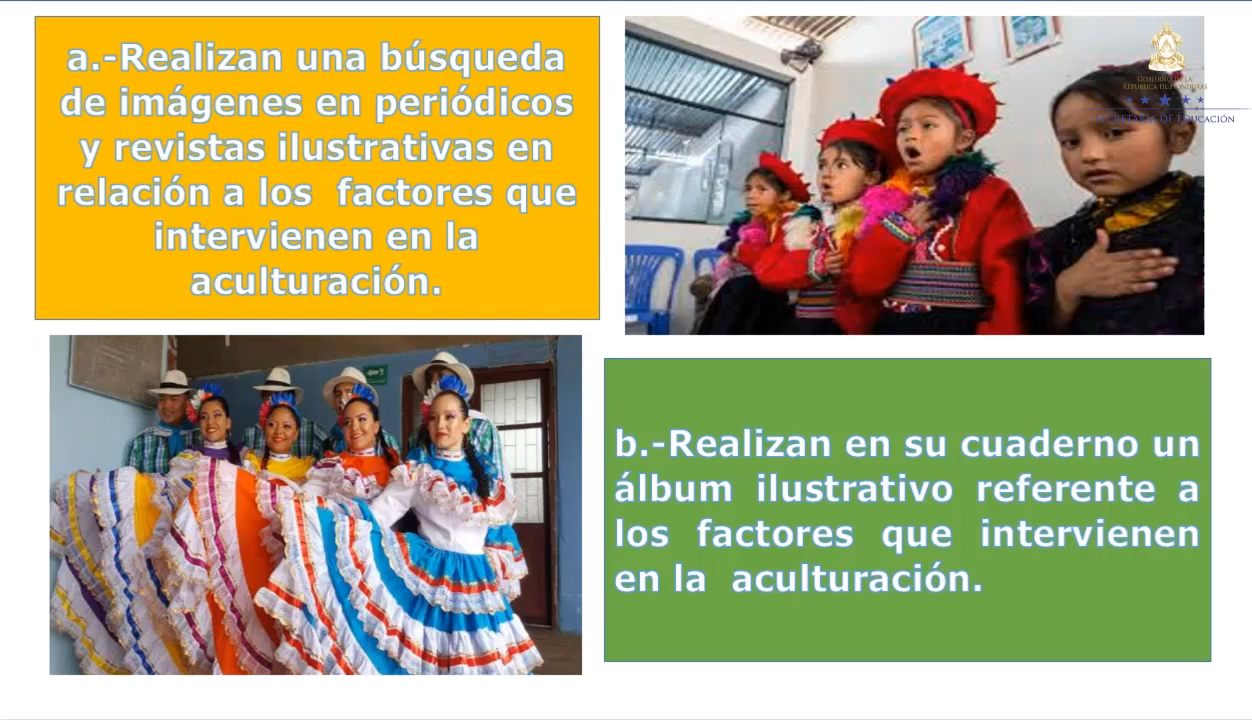 a.-Realizan una búsqueda
de imágenes en periódicos
y revistas ilustrativas en
relación a los factores que
intervienen en la
aculturación.
GOBIERNO DE LA
REPÚBLICA DE HONDURAS
SECRETARÍA DE EDUCACIÓN
b.-Realizan en su cuaderno un
álbum ilustrativo referente a
los factores que intervienen
en la aculturación.